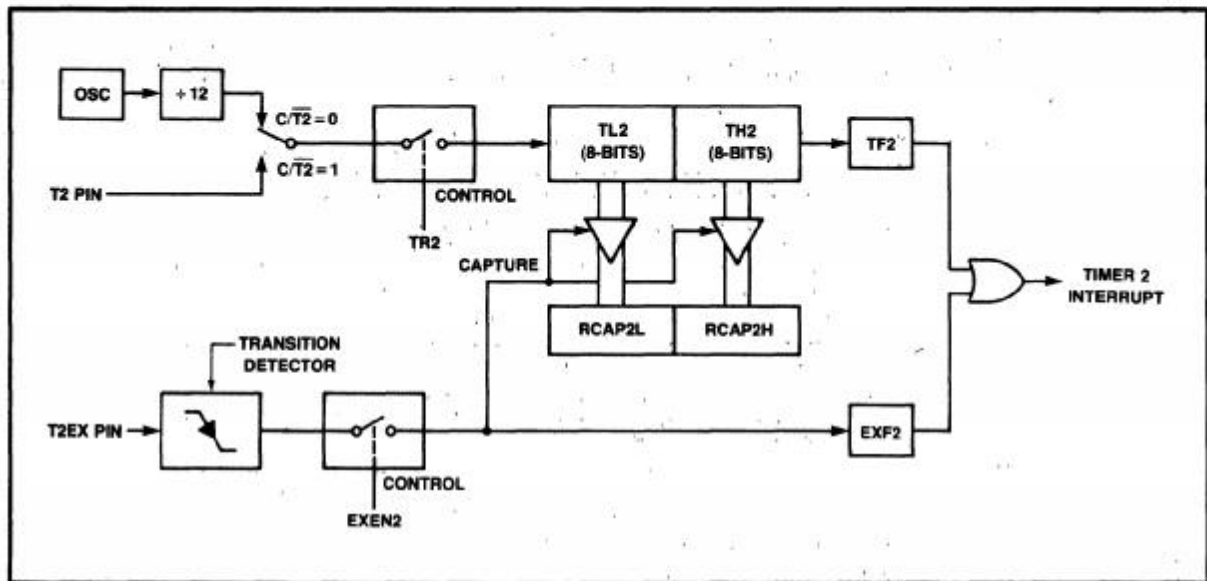 OSC
÷ 12
C/T2̅ = 0
C/T2̅ = 1
T2 PIN
CONTROL
TR2
TL2
(8-BITS)
TH2
(8-BITS)
TF2
CAPTURE
RCAP2L
RCAP2H
TIMER 2
INTERRUPT
TRANSITION
DETECTOR
T2EX PIN
CONTROL
EXEN2
EXF2